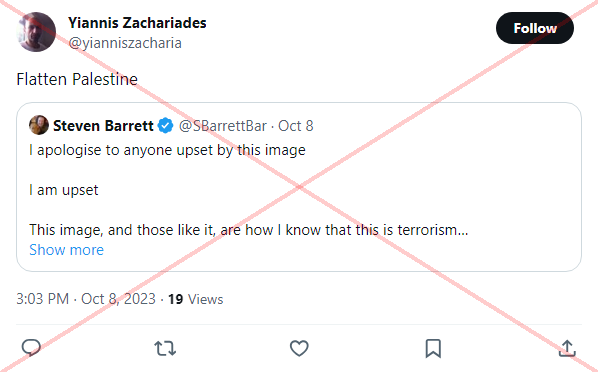 Yiannis Zachariades
@yianniszacharia
Follow
Flatten Palestine
Steven Barrett @SBarrettBar · Oct 8
I apologise to anyone upset by this image
I am upset
This image, and those like it, are how I know that this is terrorism...
Show more
3:03 PM · Oct 8, 2023 · 19 Views